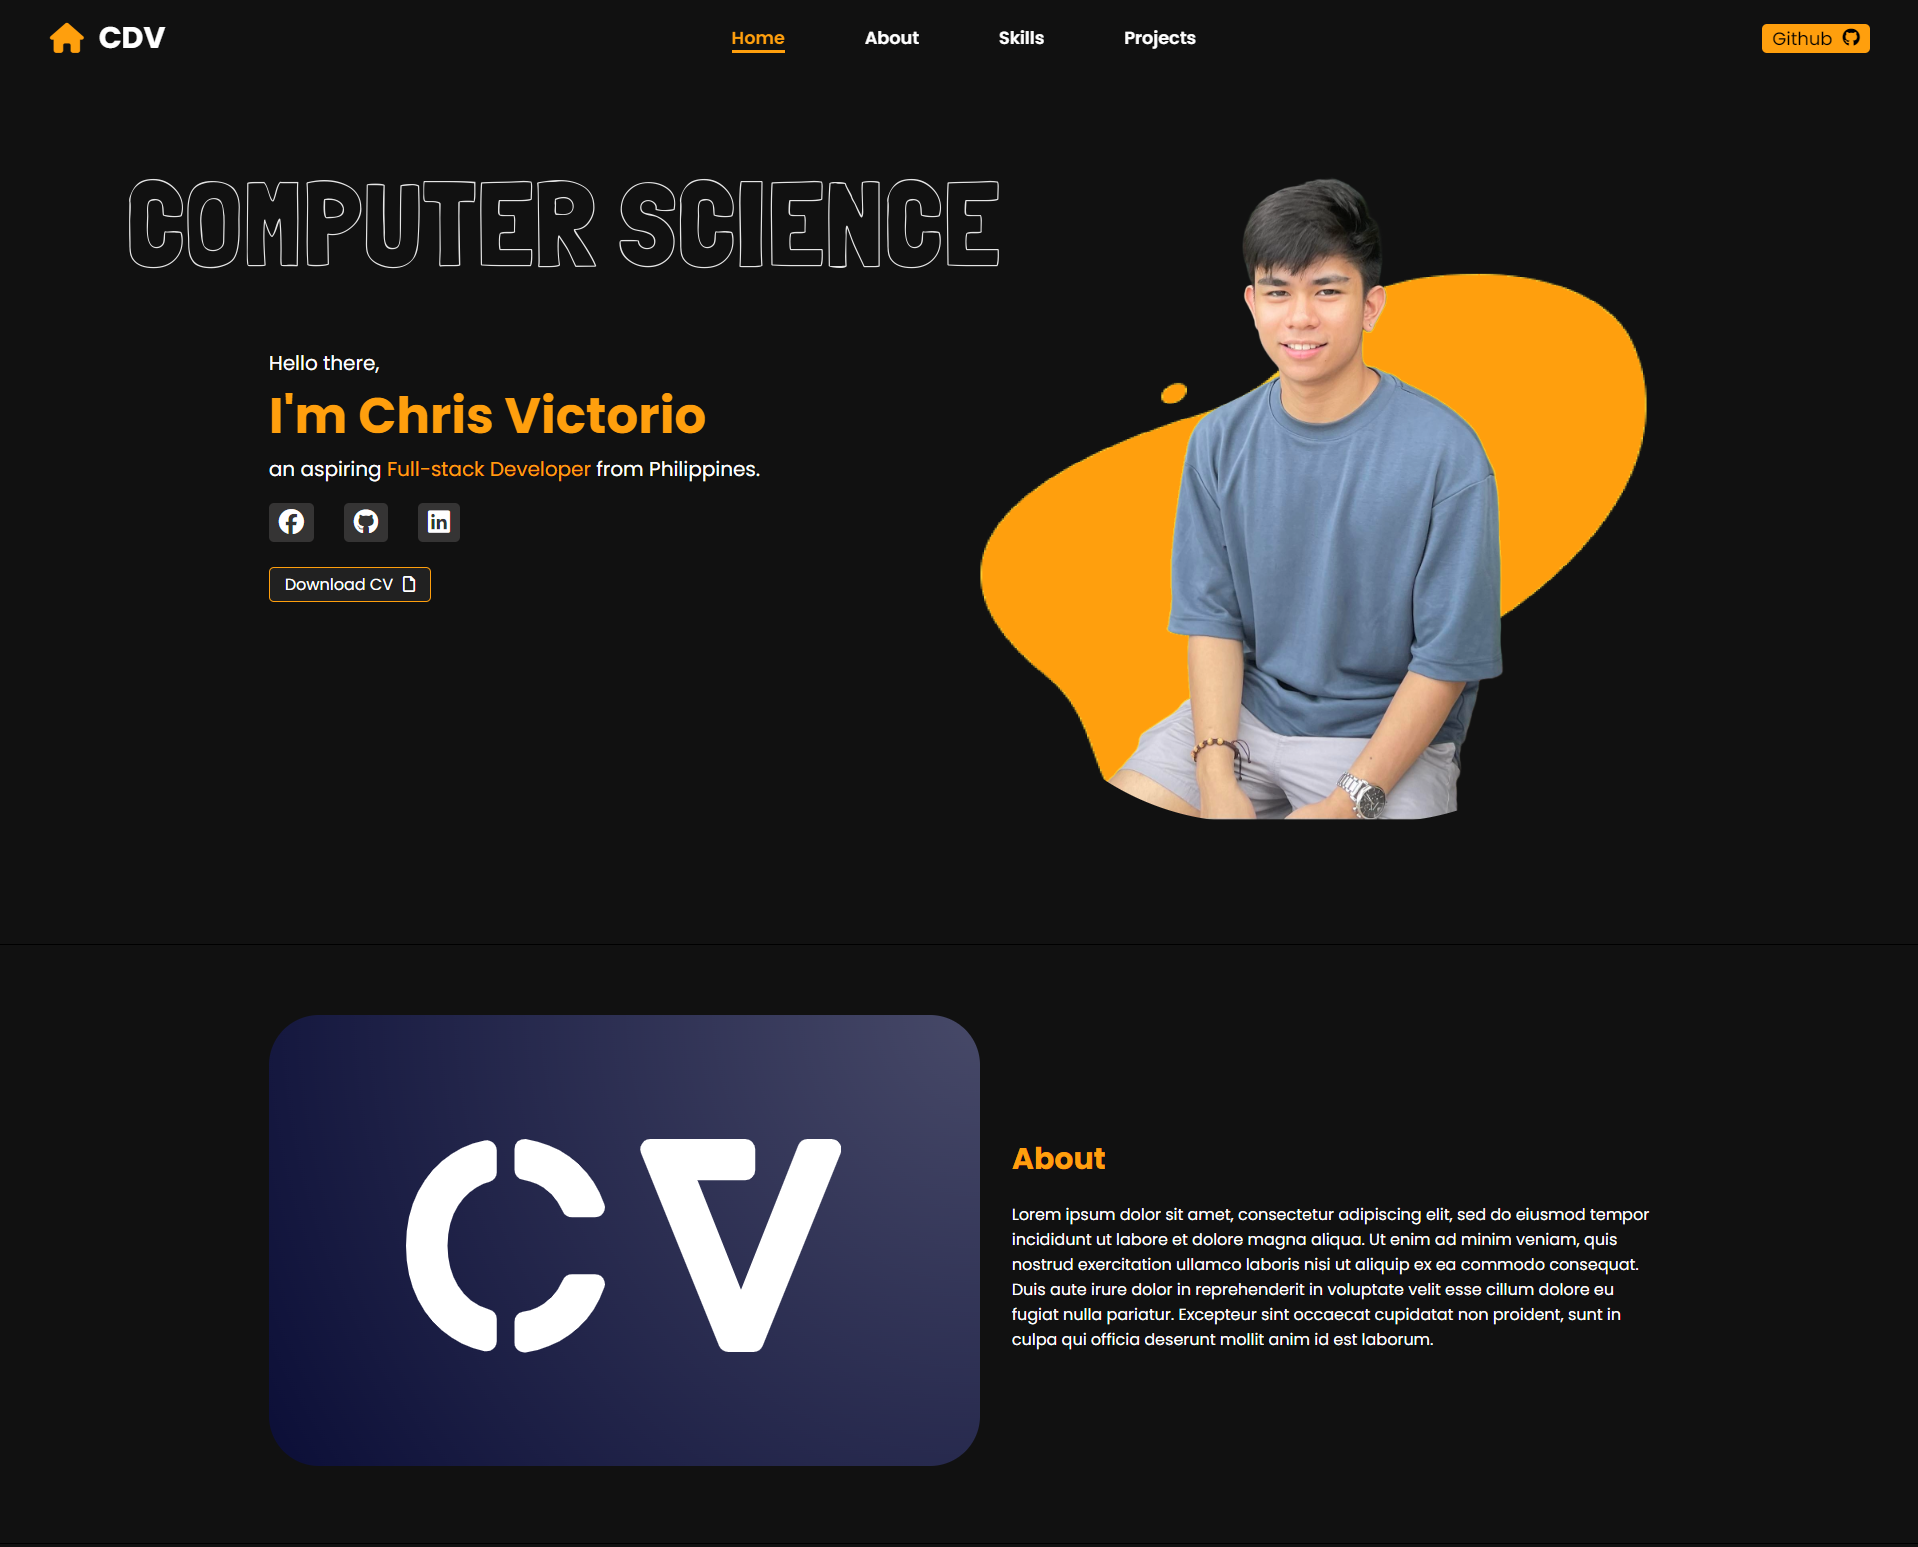 CDV
Home
About
Skills
Projects
Github
COMPUTER SCIENCE
Hello there,
I'm Chris Victorio
an aspiring Full-stack Developer from Philippines.
in
Download CV
CV
About
Lorem ipsum dolor sit amet, consectetur adipiscing elit, sed do eiusmod tempor
incididunt ut labore et dolore magna aliqua. Ut enim ad minim veniam, quis
nostrud exercitation ullamco laboris nisi ut aliquip ex ea commodo consequat.
Duis aute irure dolor in reprehenderit in voluptate velit esse cillum dolore eu
fugiat nulla pariatur. Excepteur sint occaecat cupidatat non proident, sunt in
culpa qui officia deserunt mollit anim id est laborum.